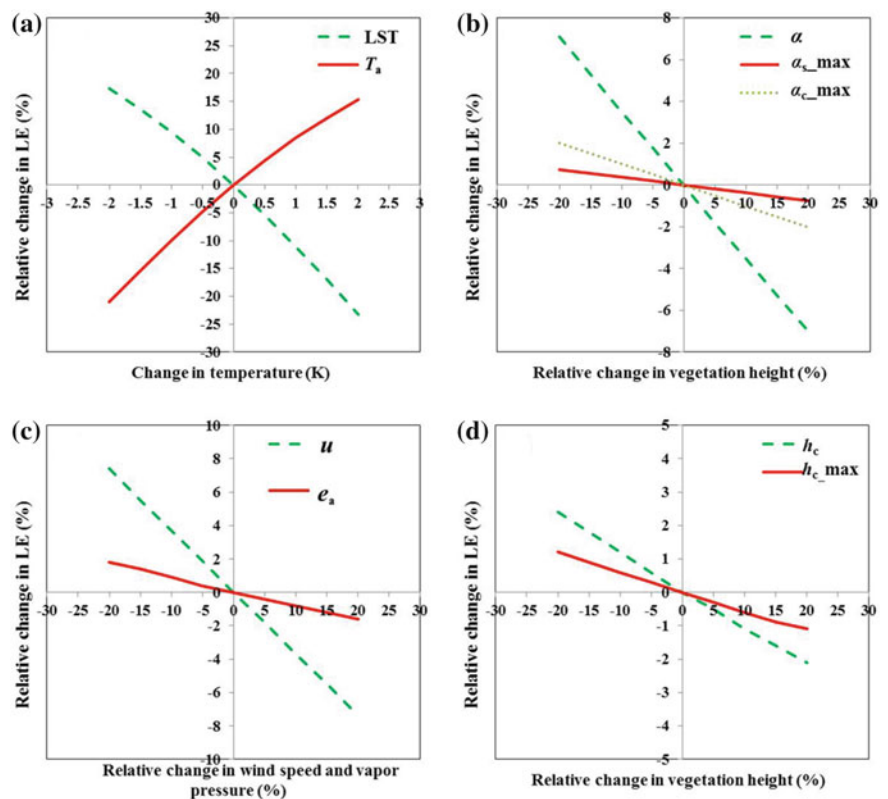 (a)
Relative change in LE (%)
30
25
20
15
10
5
0
-5
-10
-15
-20
-25
-30
-3 -2.5 -2 -1.5 -1 -0.5 0 0.5 1 1.5 2 2.5 3
LST
Ta
Change in temperature (K)
(b)
Relative change in LE (%)
8
6
4
2
0
-2
-4
-6
-8
-30 -25 -20 -15 -10 -5 0 5 10 15 20 25 30
α
αs_max
αc_max
Relative change in vegetation height (%)
(c)
Relative change in LE (%)
10
8
6
4
2
0
-2
-4
-6
-8
-10
-30 -25 -20 -15 -10 -5 0 5 10 15 20 25 30
u
ea
Relative change in wind speed and vapor
pressure (%)
(d)
Relative change in LE (%)
5
4
3
2
1
0
-1
-2
-3
-4
-5
-30 -25 -20 -15 -10 -5 0 5 10 15 20 25 30
hc
hc_max
Relative change in vegetation height (%)